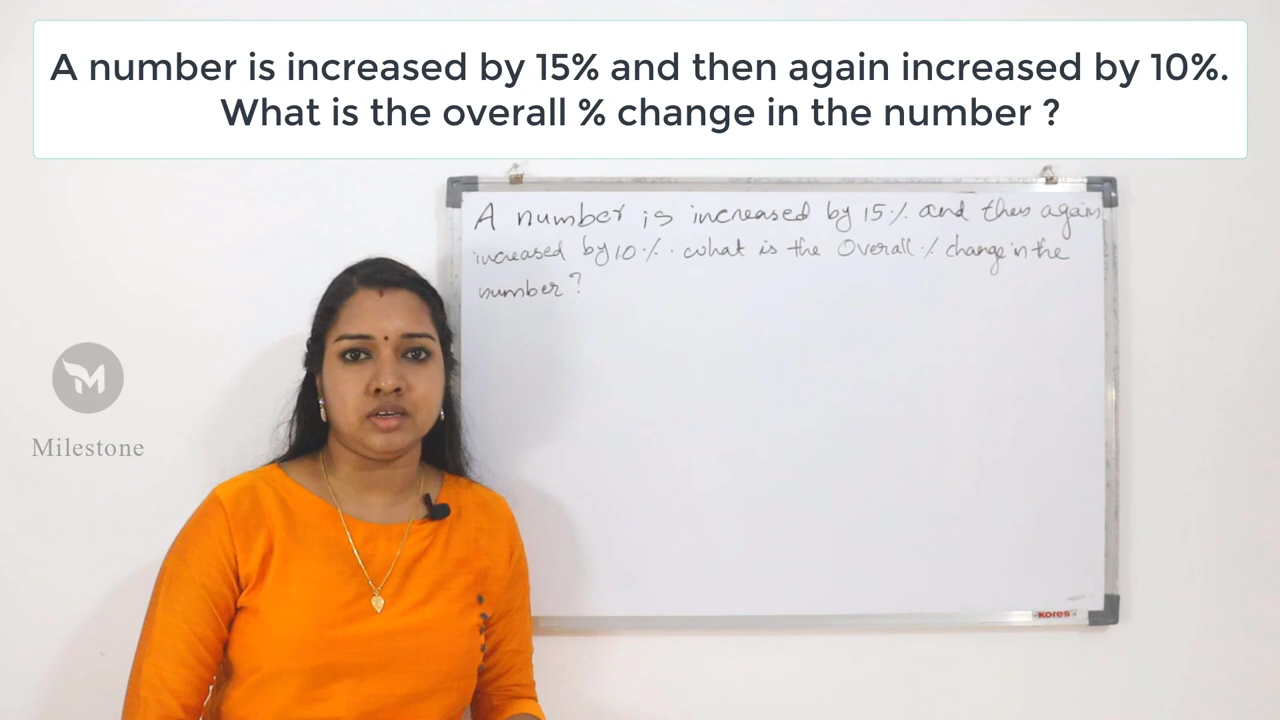 A number is increased by 15% and then again increased by 10%.
What is the overall % change in the number ?
A number is increased by 15% and then again
increased by 10%. what is the Overall % change in the
number?
Milestone
KORES